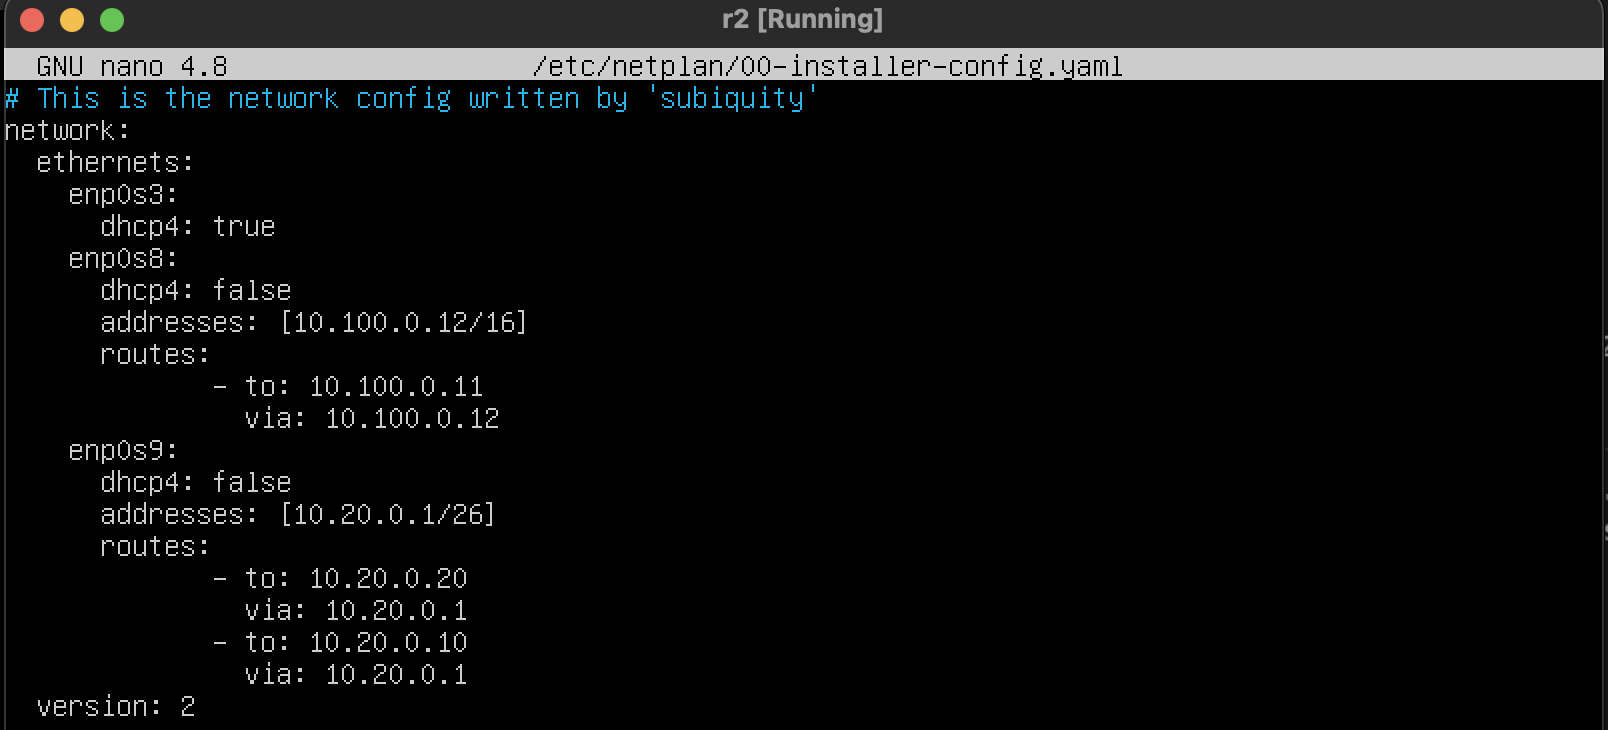 r2 [Running]
GNU nano 4.8 /etc/netplan/00-installer-config.yaml
# This is the network config written by 'subiquity'
network:
  ethernets:
    enp0s3:
      dhcp4: true
    enp0s8:
      dhcp4: false
      addresses: [10.100.0.12/16]
      routes:
             - to: 10.100.0.11
               via: 10.100.0.12
    enp0s9:
      dhcp4: false
      addresses: [10.20.0.1/26]
      routes:
             - to: 10.20.0.20
               via: 10.20.0.1
             - to: 10.20.0.10
               via: 10.20.0.1
  version: 2